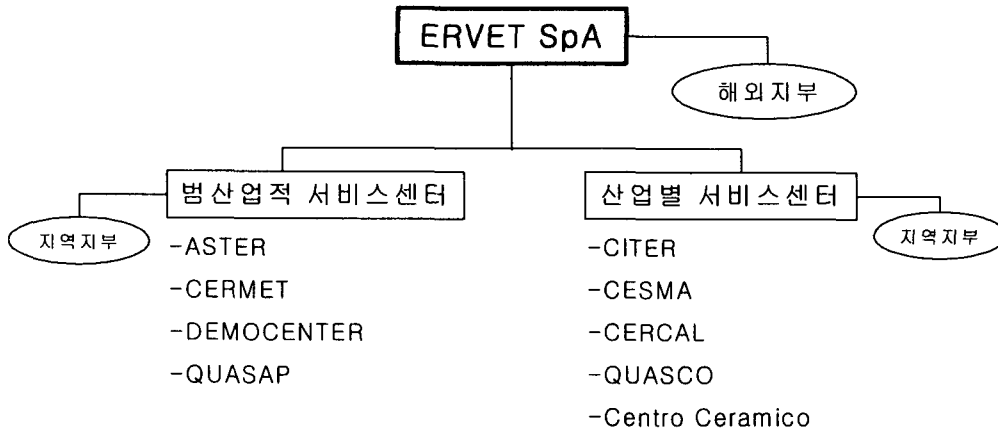 ERVET SpA
해외지부
범산업적 서비스센터
산업별 서비스센터
지역지부
지역지부
-ASTER
-CERMET
-DEMOCENTER
-QUASAP
-CITER
-CESMA
-CERCAL
-QUASCO
-Centro Ceramico